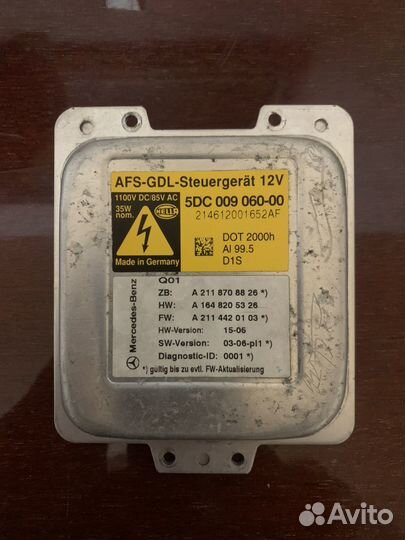 AFS-GDL-Steuergerät 12V
1100V DC/85V AC
35W
nom.
HELLA
5DC 009 060-00
214612001652AF
DOT 2000h
Al 99.5
D1S
Made in Germany
Mercedes-Benz
Q01
ZB: A 211 870 88 26 *)
HW: A 164 820 53 26
FW: A 211 442 01 03 *)
HW-Version: 15-05
SW-Version: 03-06-pl1 *)
Diagnostic-ID: 0001 *)
*) gültig bis zu evtl. FW-Aktualisierung
Avito